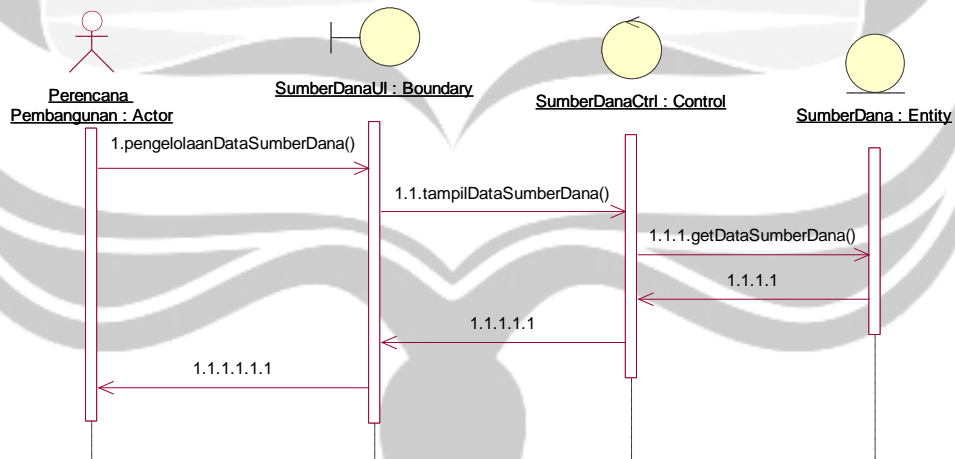 Perencana
Pembangunan : Actor
SumberDanaUI : Boundary
SumberDanaCtrl : Control
SumberDana : Entity
1.pengelolaanDataSumberDana()
1.1.tampilDataSumberDana()
1.1.1.getDataSumberDana()
1.1.1.1
1.1.1.1.1
1.1.1.1.1.1